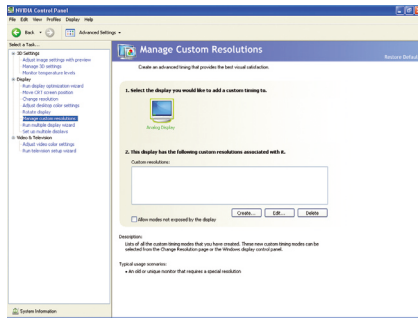 NVIDIA Control Panel
File Edit View Profiles Display Help
Back Advanced Settings
Select a Task...
3D Settings
Adjust image settings with preview
Manage 3D settings
Monitor temperature levels
Display
Run display optimization wizard
Move CRT screen position
Change resolution
Adjust desktop color settings
Rotate display
Manage custom resolutions
Run multiple display wizard
Set up multiple displays
Video & Television
Adjust video color settings
Run television setup wizard
System Information
Manage Custom Resolutions
Restore Default
Create an advanced timing that provides the best visual satisfaction.
1. Select the display you would like to add a custom timing to.
Analog Display
2. This display has the following custom resolutions associated with it.
Custom resolutions:
Create... Edit... Delete
Allow modes not exposed by the display
Description:
Lists of all the custom timing modes that you have created. These new custom timing modes can be
selected from the Change Resolution page or the Windows display control panel.
Typical usage scenarios:
• An old or unique monitor that requires a special resolution